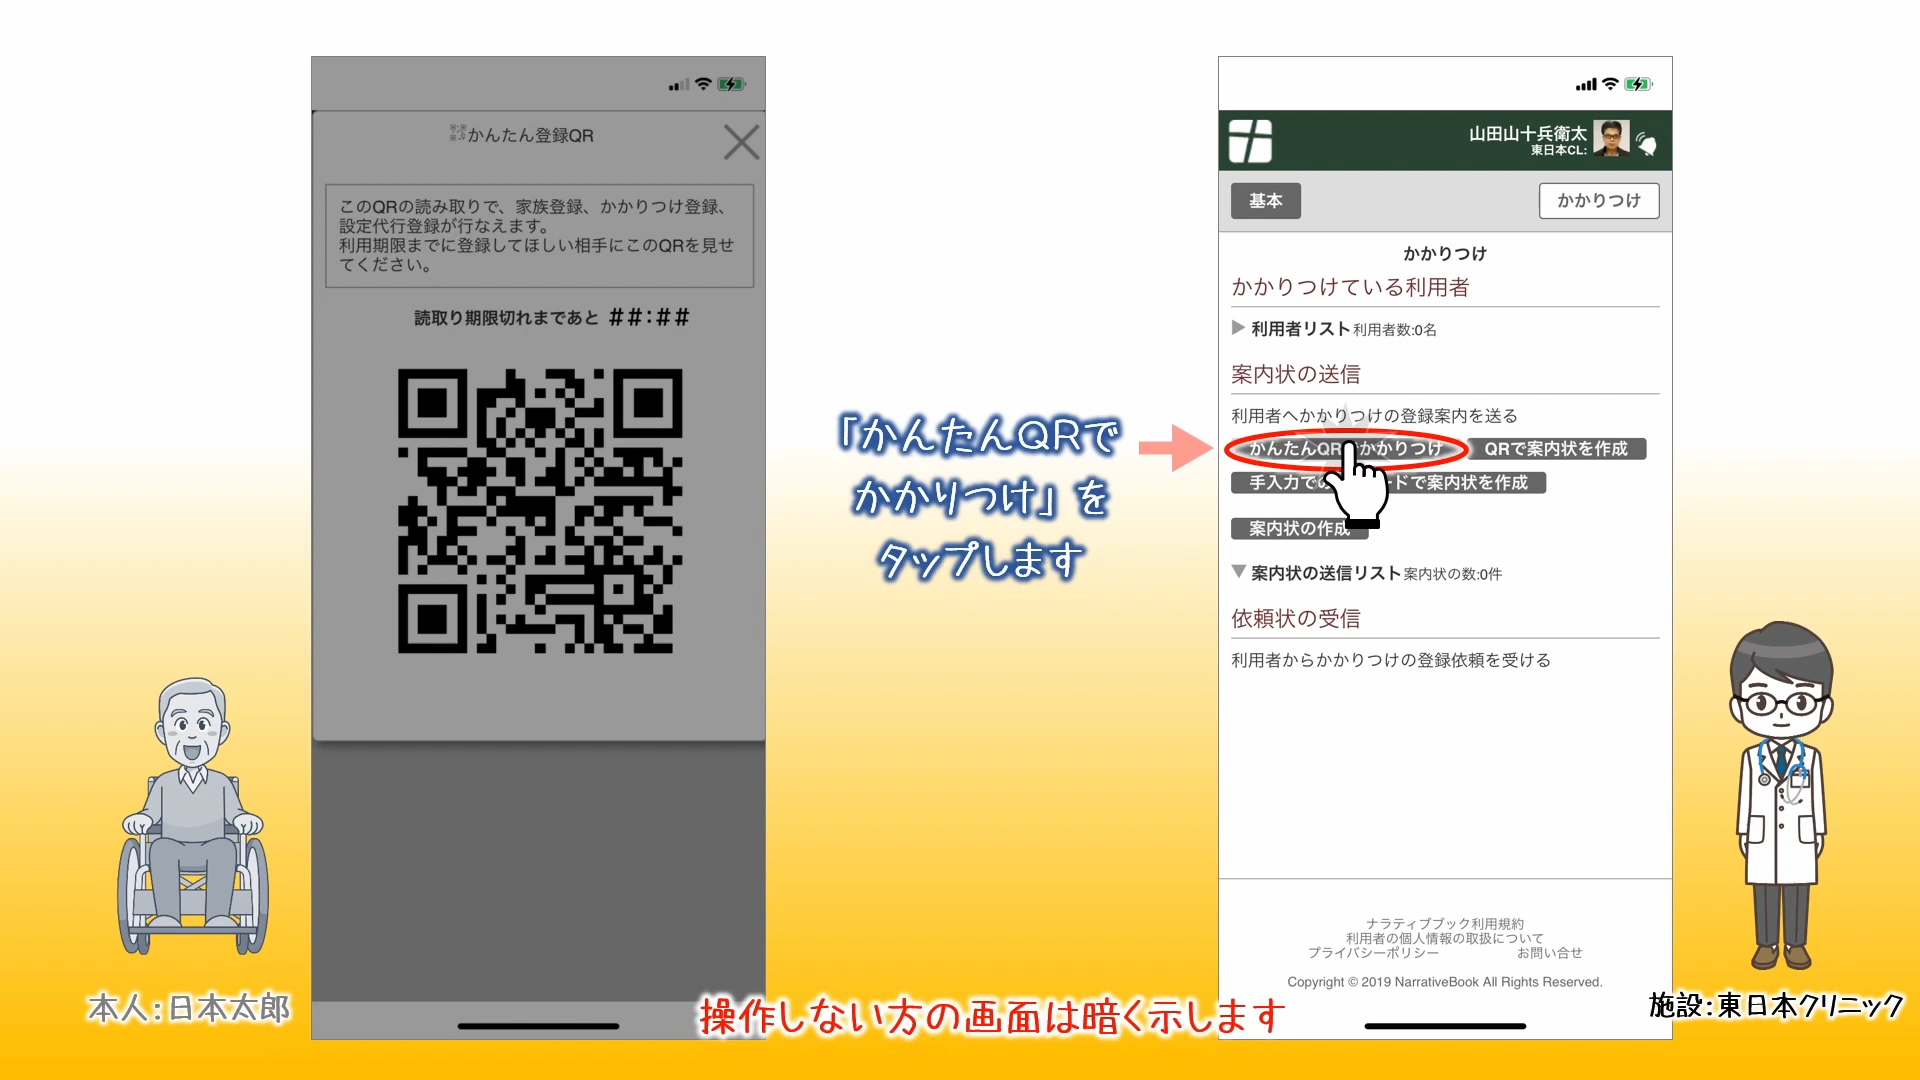 かんたん登録QR
このQRの読み取りで、家族登録、かかりつけ登録、
設定代行登録が行なえます。
利用期限までに登録してほしい相手にこのQRを見せ
てください。
読取り期限切れまであと ##:##
本人:日本太郎
「かんたんQRで
かかりつけ」を
タップします
山田山十兵衛太
東日本CL:
基本
かかりつけ
かかりつけ
かかりつけている利用者
▶ 利用者リスト利用者数:0名
案内状の送信
利用者へかかりつけの登録案内を送る
かんたんQRでかかりつけ
QRで案内状を作成
手入力での ードで案内状を作成
案内状の作成
▼ 案内状の送信リスト案内状の数:0件
依頼状の受信
利用者からかかりつけの登録依頼を受ける
ナラティブブック利用規約
利用者の個人情報の取扱について
プライバシーポリシー お問い合せ
Copyright © 2019 NarrativeBook All Rights Reserved.
操作しない方の画面は暗く示します
施設:東日本クリニック